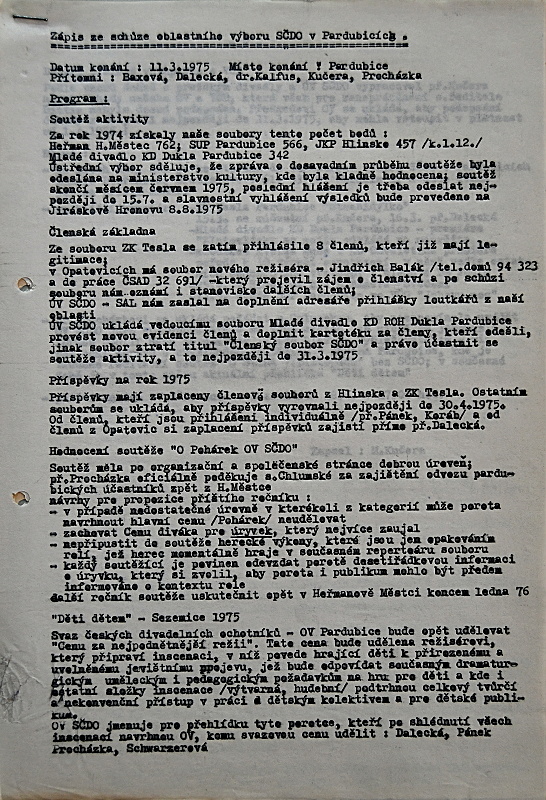 Zápis ze schůze oblastního výboru SČDO v Pardubicích .
Datum konání : 11.3.1975 Místo konání ! Pardubice
Přítomni : Baxová, Dalecká, dr.Kalfus, Kučera, Procházka
Program :
Soutěž aktivity
Za rok 1974 získaly naše soubory tento počet bodů :
Heřman H.Městec 762; SUP Pardubice 566, JKP Hlinsko 457 /k.1.12./
Mladé divadlo KD Dukla Pardubice 342
Ústřední výbor sděluje, že zpráva o dosavadním průběhu soutěže byla
odeslána na ministerstvo kultury, kde byla kladně hodnocena; soutěž
skončí měsícem červnem 1975, poslední hlášení je třeba odeslat nej-
později do 15.7. a slavnostní vyhlášení výsledků bude provedeno na
Jiráskově Hronovu 8.8.1975
Členská základna
Ze souboru ZK Tesla se zatím přihlásilo 8 členů, kteří již mají le-
gitimace;
v Opatovicích má soubor nového režiséra - Jindřich Balák /tel.domů 94 323
a do práce ČSAD 32 691/ -který projevil zájem o členství a po schůzi
souboru nám oznámí i stanovisko dalších členů;
ÚV SČDO - SAL nám zaslal na doplnění adresáře přihlášky loutkářů z naší
oblasti
ÚV SČDO ukládá vedoucímu souboru Mladé divadlo KD ROH Dukla Pardubice
provést novou evidenci členů a doplnit kartotéku za členy, kteří odešli,
jinak soubor ztratí titul "Členský soubor SČDO" a právo účastnit se
soutěže aktivity, a to nejpozději do 31.3.1975
Příspěvky na rok 1975
Příspěvky mají zaplaceny členové souborů z Hlinska a ZK Tesla. Ostatním
souborům se ukládá, aby příspěvky vyrovnali nejpozději do 30.4.1975.
Od členů, kteří jsou přihlášeni individuálně /př.Pánek, Korán/ a od
členů z Opatovic si zaplacení příspěvků zajistí přímo př.Dalecká.
Hodnocení soutěže "O Pohárek OV SČDO"
Soutěž měla po organizační a společenské stránce dobrou úroveň;
př.Procházka oficiálně poděkuje s.Chlumské za zajištění odvozu pardu-
bických účastníků zpět z H.Městce
návrhy pro propozice příštího ročníku :
- v případě nedostatečné úrovně v kterékoli z kategorií může porota
navrhnout hlavní cenu /Pohárek/ neudělovat
- zachovat Cenu diváka pro úryvek, který nejvíce zaujal
- nepřipustit do soutěže herecké výkony, které jsou jen opakováním
rolí, jež herec momentálně hraje v současném repertoáru souboru
- každý soutěžící je povinen odevzdat porotě desetiřádkovou informaci
o úryvku, který si zvolil, aby porota i publikum mohlo být předem
informováno o kontextu role
další ročník soutěže uskutečnit opět v Heřmanově Městci koncem ledna 76
"Děti dětem" - Sezemice 1975
Svaz českých divadelních ochotníků - OV Pardubice bude opět udělovat
"Cenu za nejpodnětnější režii". Tato cena bude udělena režisérovi,
který připraví inscenaci, v níž povede hrající děti k přirozenému a
uvolněnému jevištnímu projevu, jež bude odpovídat současným dramatur-
gickým uměleckým i pedagogickým požadavkům na hru pro děti a kde i
ostatní složky inscenace /výtvarná, hudební/ podtrhnou celkový tvůrčí
a nekonvenční přístup v práci s dětským kolektivem a pro dětské publi-
kum.
OV SČDO jmenuje pro přehlídku tyto porotce, kteří po shlédnutí všech
inscenací navrhnou OV, komu svazovou cenu udělit : Dalecká, Pánek
Procházka, Schwarzerová